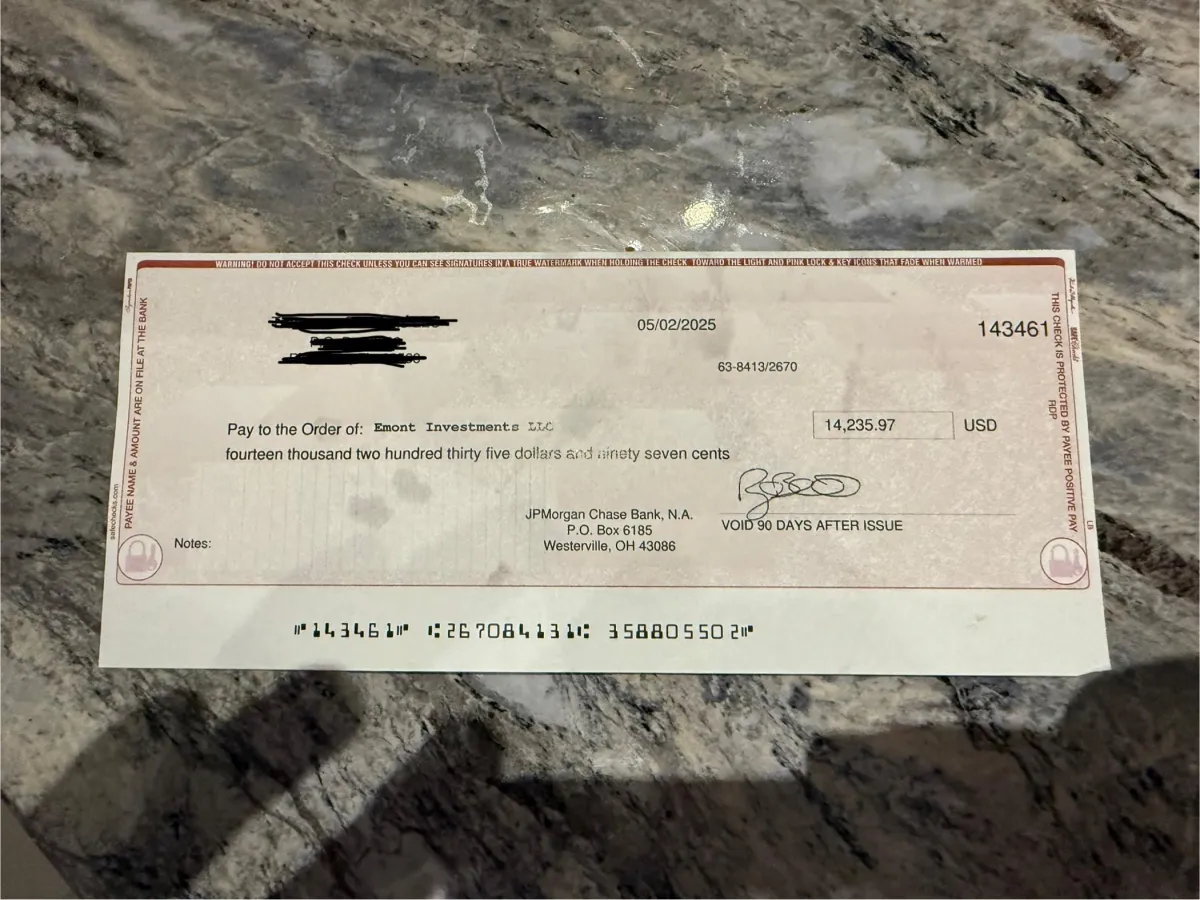 WARNING! DO NOT ACCEPT THIS CHECK UNLESS YOU CAN SEE SIGNATURES IN A TRUE WATERMARK WHEN HOLDING THE CHECK TOWARD THE LIGHT AND PINK LOCK & KEY ICONS THAT FADE WHEN WARMED
05/02/2025
143461
63-8413/2670
Pay to the Order of: Emont Investments LLC
14,235.97 USD
fourteen thousand two hundred thirty five dollars and ninety seven cents
JPMorgan Chase Bank, N.A.
P.O. Box 6185
Westerville, OH 43086
VOID 90 DAYS AFTER ISSUE
Notes:
⑈143461⑈ ⑆267084131⑆ 358805502⑈
safechecks.com
PAYEE NAME & AMOUNT ARE ON FILE AT THE BANK
THIS CHECK IS PROTECTED BY PAYEE POSITIVE PAY
RDP